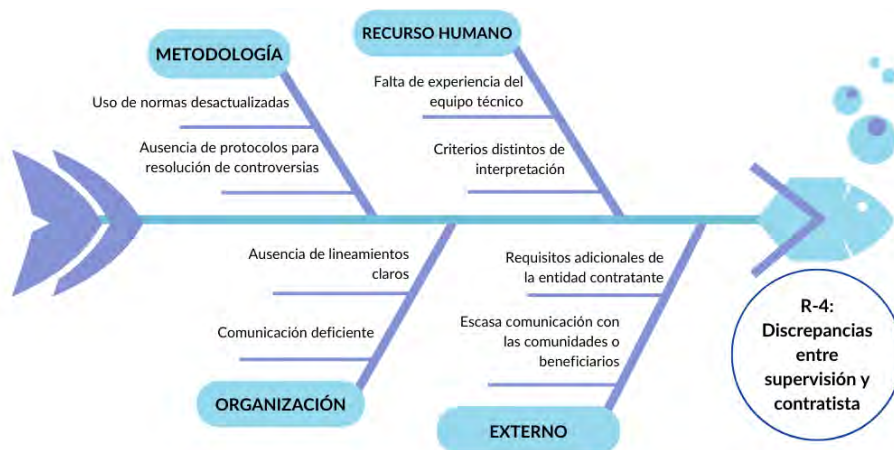 METODOLOGÍA
Uso de normas desactualizadas
Ausencia de protocolos para
resolución de controversias
RECURSO HUMANO
Falta de experiencia del
equipo técnico
Criterios distintos de
interpretación
Ausencia de lineamientos
claros
Comunicación deficiente
ORGANIZACIÓN
Requisitos adicionales de
la entidad contratante
Escasa comunicación con
las comunidades o
beneficiarios
EXTERNO
R-4:
Discrepancias
entre
supervisión y
contratista